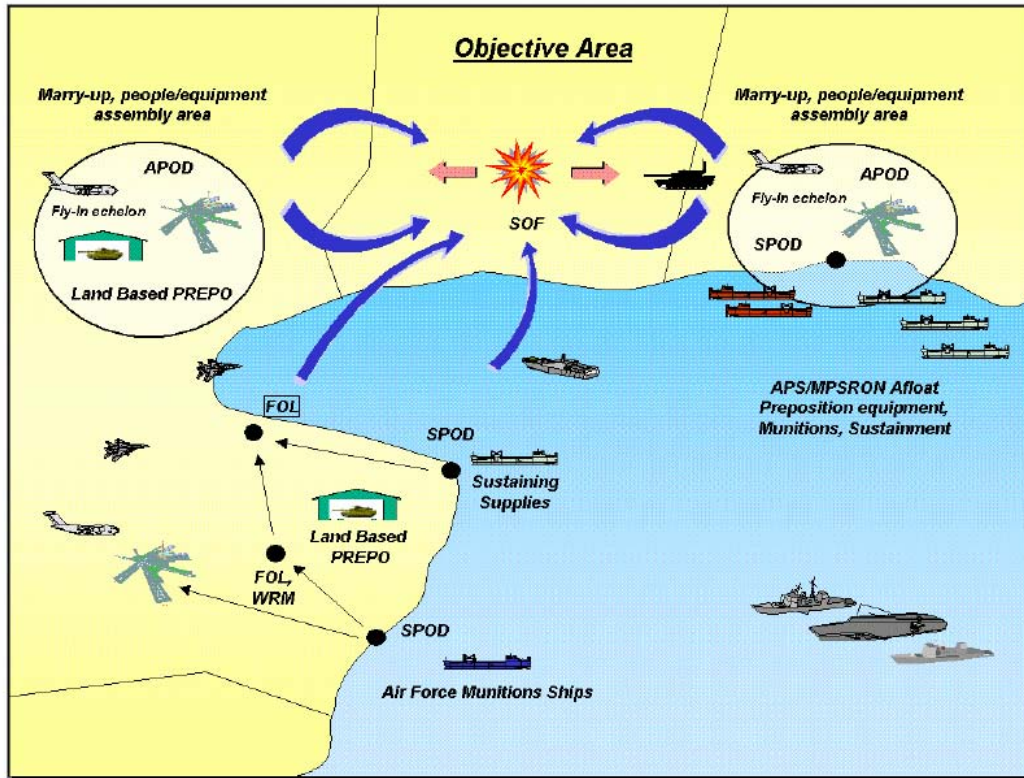 Objective Area
Marry-up, people/equipment
assembly area
APOD
Fly-in echelon
Land Based PREPO
SOF
Marry-up, people/equipment
assembly area
APOD
Fly-in echelon
SPOD
APS/MPSRON Afloat
Preposition equipment,
Munitions, Sustainment
FOL
SPOD
Sustaining
Supplies
Land Based
PREPO
FOL,
WRM
SPOD
Air Force Munitions Ships